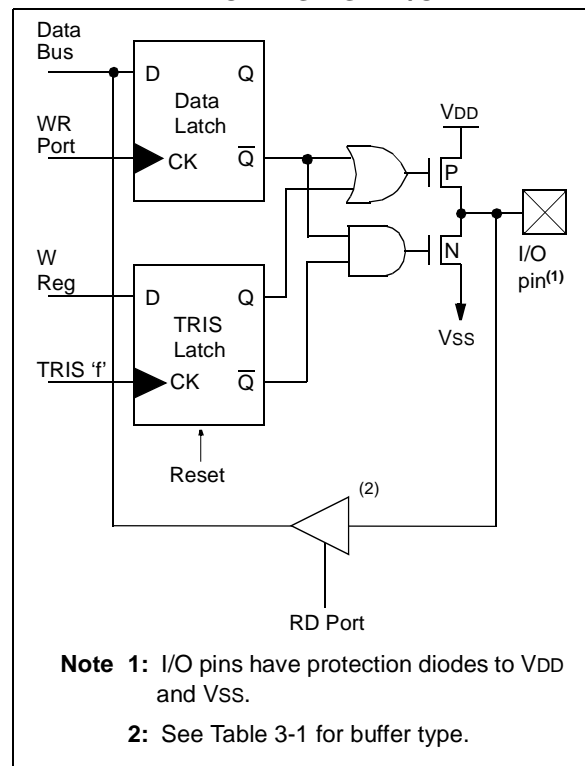 Data
Bus
D
Q
Data
Latch
WR
Port
CK
Q
VDD
P
I/O
pin(1)
N
VSS
W
Reg
D
Q
TRIS
Latch
TRIS ‘f’
CK
Q
Reset
(2)
RD Port
Note 1: I/O pins have protection diodes to VDD
and VSS.
2: See Table 3-1 for buffer type.